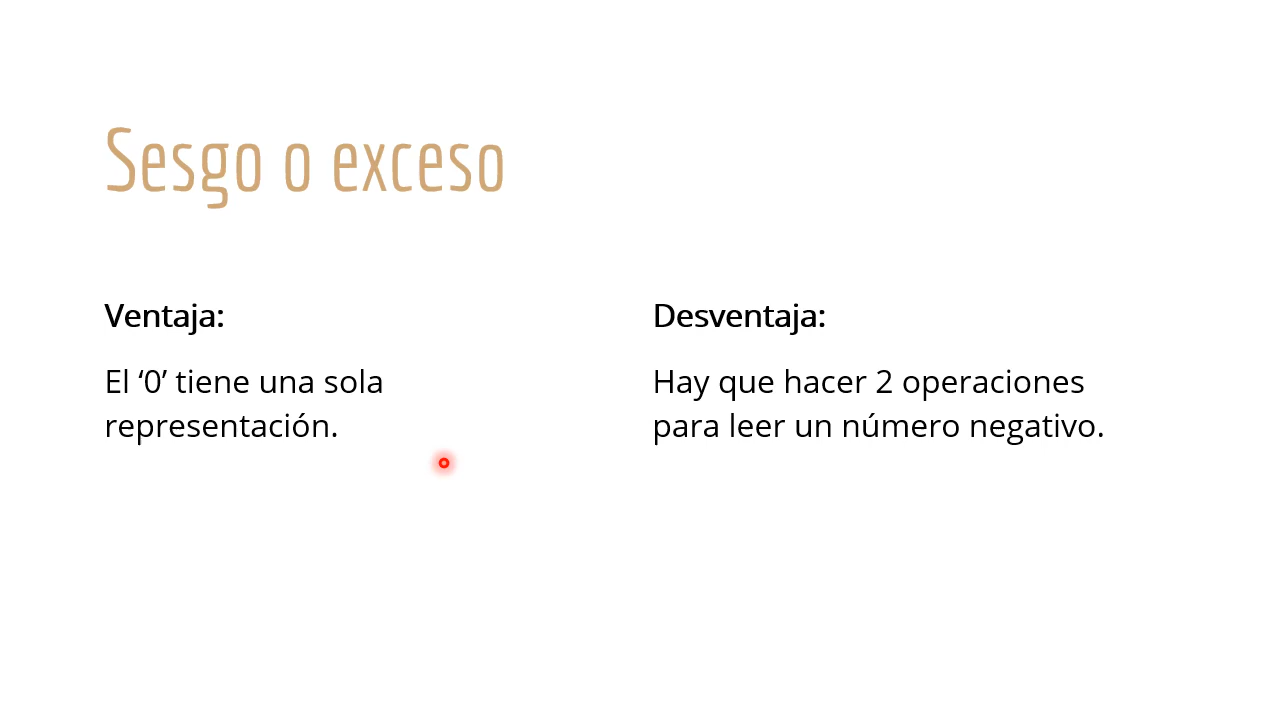 Sesgo o exceso
Ventaja:
El ‘0’ tiene una sola
representación.
Desventaja:
Hay que hacer 2 operaciones
para leer un número negativo.